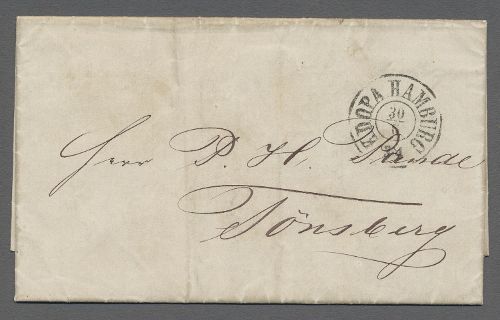 K.D.O.P.A. HAMBURG
30
Herr P. H.
Tönsberg